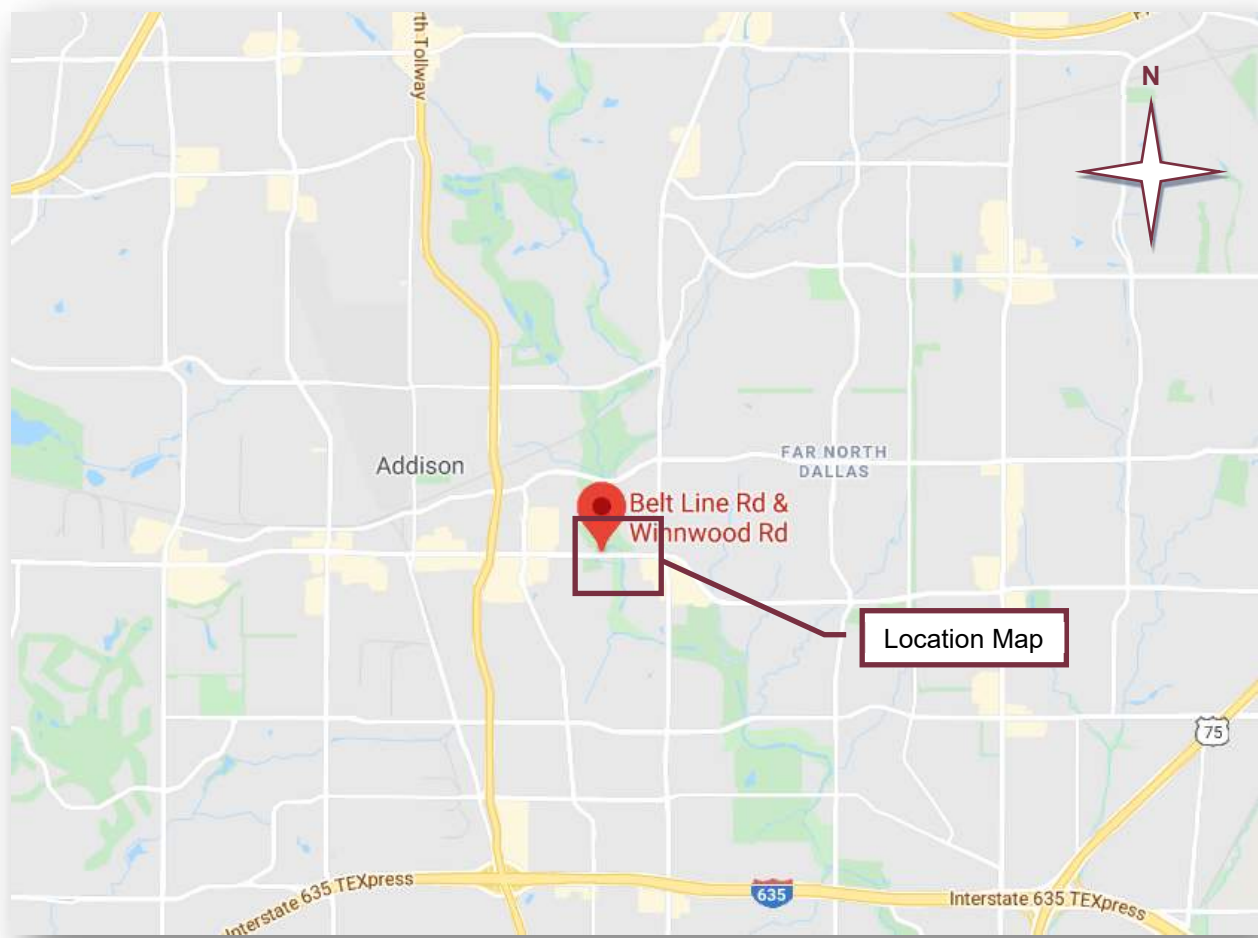 rth Tollway
N
Addison
FAR NORTH
DALLAS
Belt Line Rd &
Winnwood Rd
Location Map
75
Interstate 635 TEXpress
635
Interstate 635 TEXpress